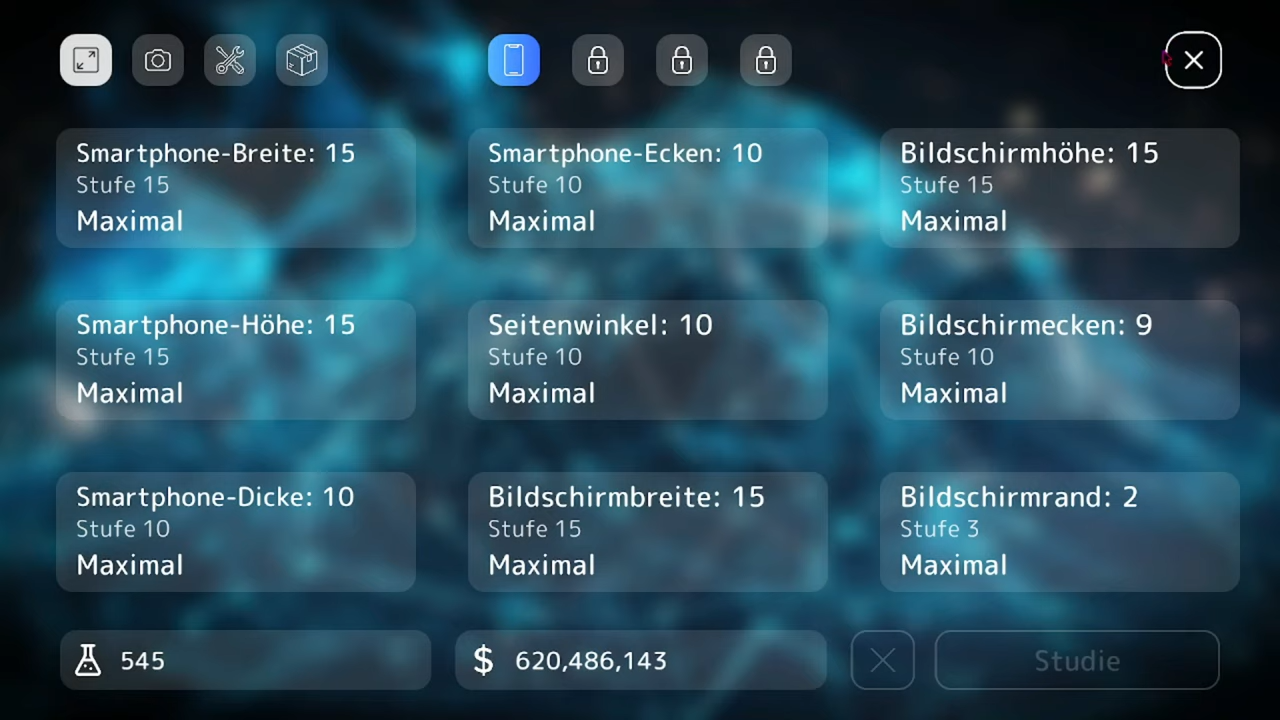 Smartphone-Breite: 15
Stufe 15
Maximal
Smartphone-Ecken: 10
Stufe 10
Maximal
Bildschirmhöhe: 15
Stufe 15
Maximal
Smartphone-Höhe: 15
Stufe 15
Maximal
Seitenwinkel: 10
Stufe 10
Maximal
Bildschirmecken: 9
Stufe 10
Maximal
Smartphone-Dicke: 10
Stufe 10
Maximal
Bildschirmbreite: 15
Stufe 15
Maximal
Bildschirmrand: 2
Stufe 3
Maximal
545
$ 620,486,143
Studie